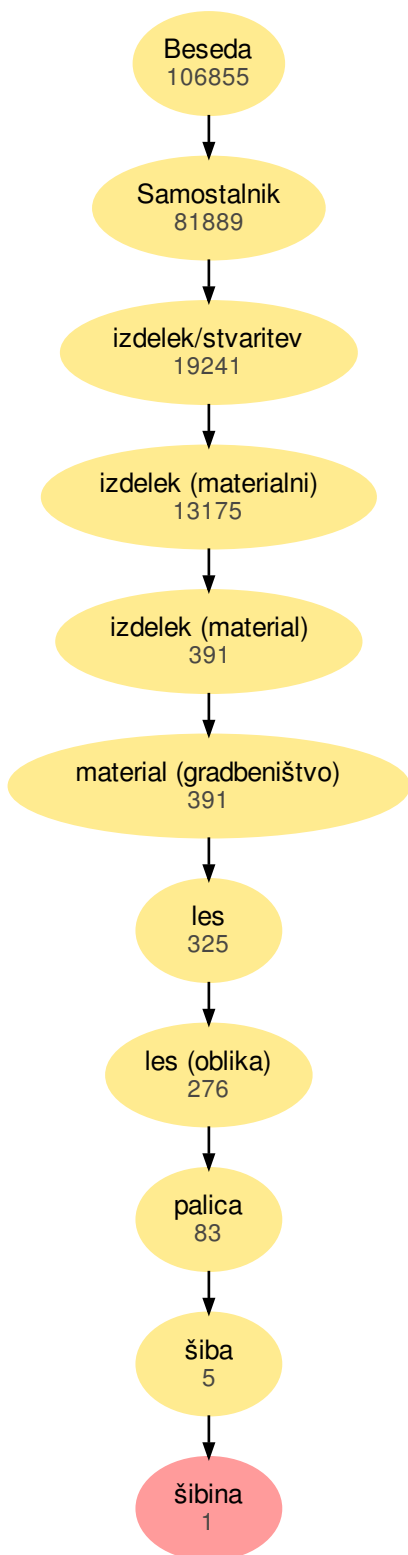 Beseda
106855
Samostalnik
81889
izdelek/stvaritev
19241
izdelek (materialni)
13175
izdelek (material)
391
material (gradbeništvo)
391
les
325
les (oblika)
276
palica
83
šiba
5
šibina
1